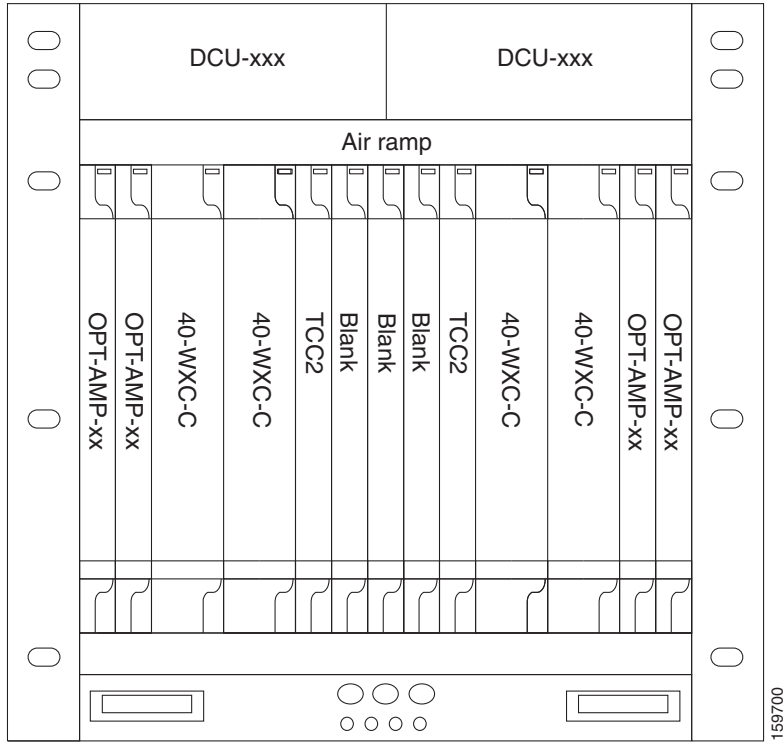 DCU-xxx
DCU-xxx
Air ramp
OPT-AMP-xx
OPT-AMP-xx
40-WXC-C
40-WXC-C
TCC2
Blank
Blank
Blank
TCC2
40-WXC-C
40-WXC-C
OPT-AMP-xx
OPT-AMP-xx
159700